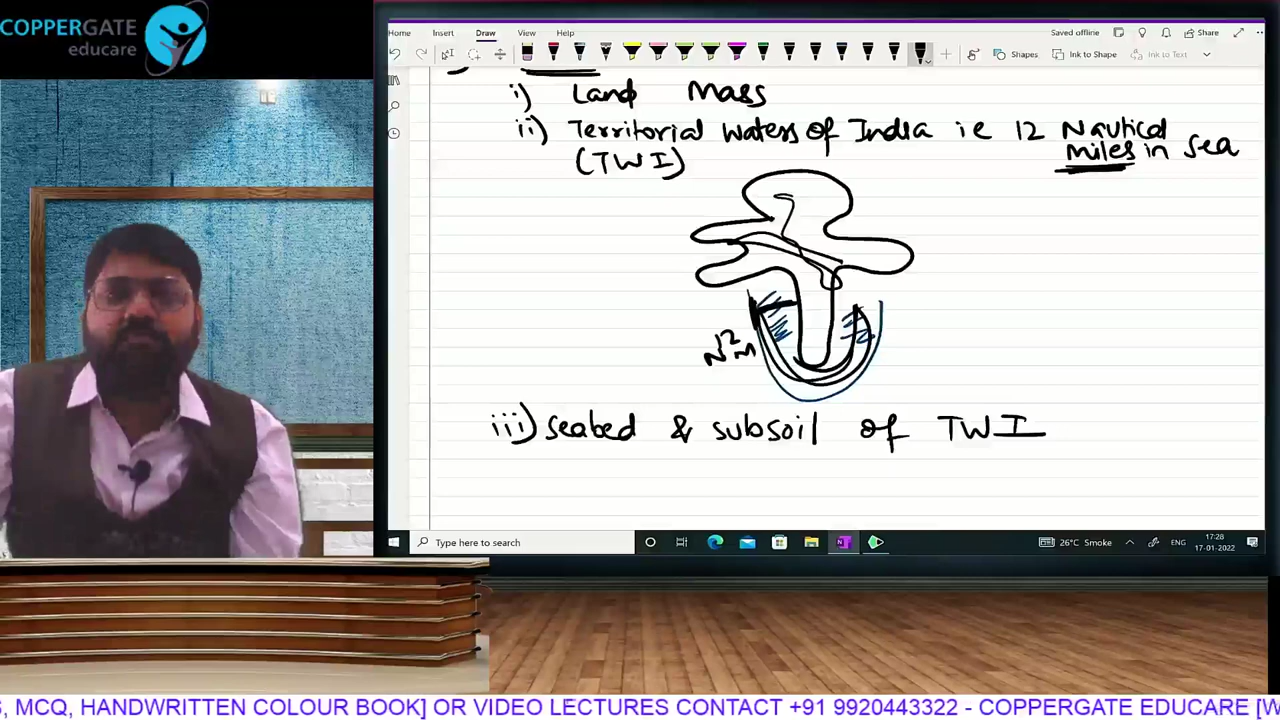 COPPERGATE
educare
Home Insert Draw View Help
Saved offline Share
Shapes Ink to Shape Ink to Text
i) Land Mass
ii) Territorial waters of India ie 12 Nautical
miles in sea
(TWI)
12
NM
iii) seabed & subsoil of TWI
Type here to search
26°C Smoke ENG 17:28
17-01-2022
S, MCQ, HANDWRITTEN COLOUR BOOK] OR VIDEO LECTURES CONTACT +91 9920443322 - COPPERGATE EDUCARE [W